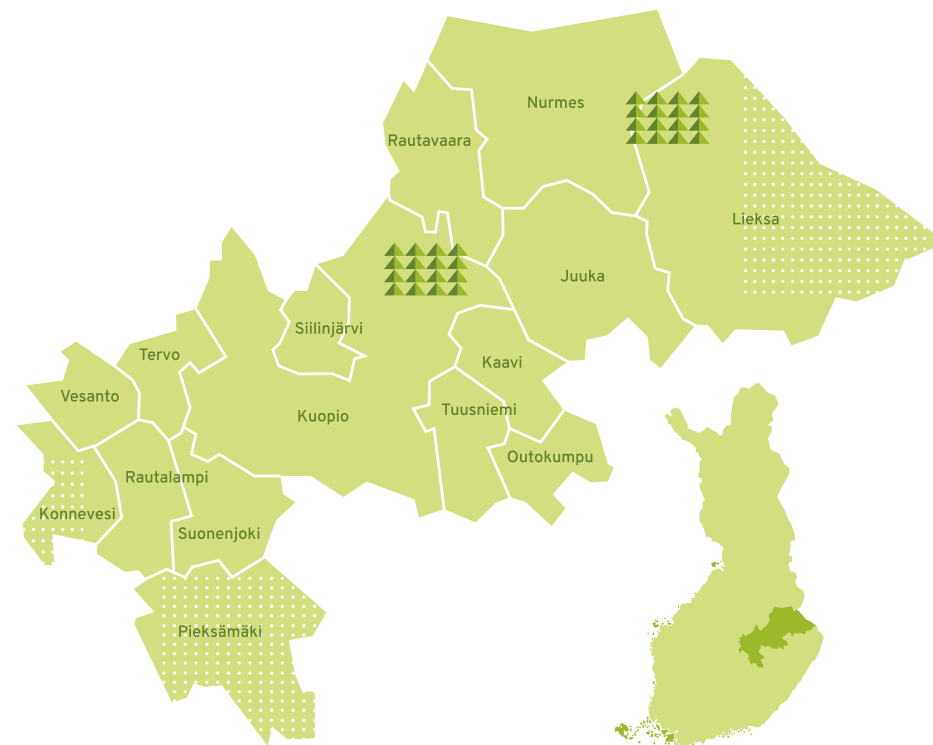 Nurmes
Rautavaara
Lieksa
Juuka
Siilinjärvi
Tervo
Kaavi
Vesanto
Tuusniemi
Kuopio
Outokumpu
Rautalampi
Konnevesi
Suonenjoki
Pieksämäki